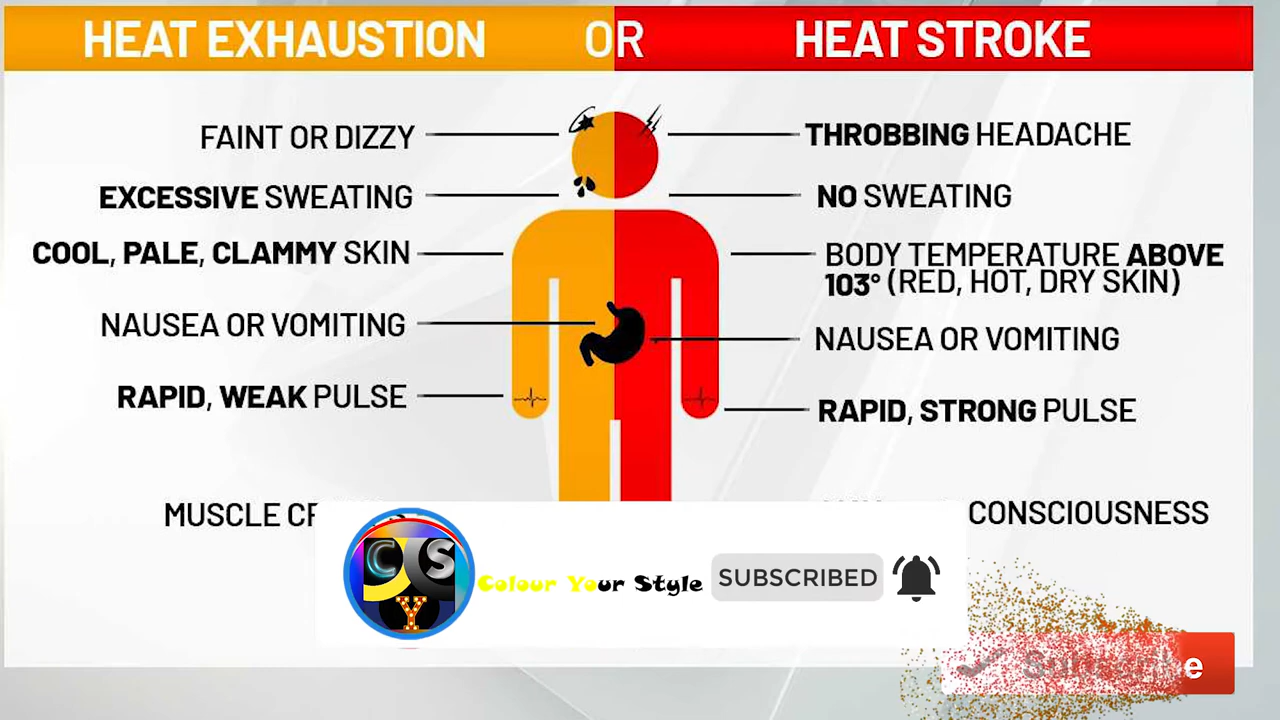 HEAT EXHAUSTION OR HEAT STROKE
FAINT OR DIZZY
THROBBING HEADACHE
EXCESSIVE SWEATING
NO SWEATING
COOL, PALE, CLAMMY SKIN
BODY TEMPERATURE ABOVE
103° (RED, HOT, DRY SKIN)
NAUSEA OR VOMITING
NAUSEA OR VOMITING
RAPID, WEAK PULSE
RAPID, STRONG PULSE
MUSCLE
CONSCIOUSNESS
CSY
Colour Your Style
SUBSCRIBED